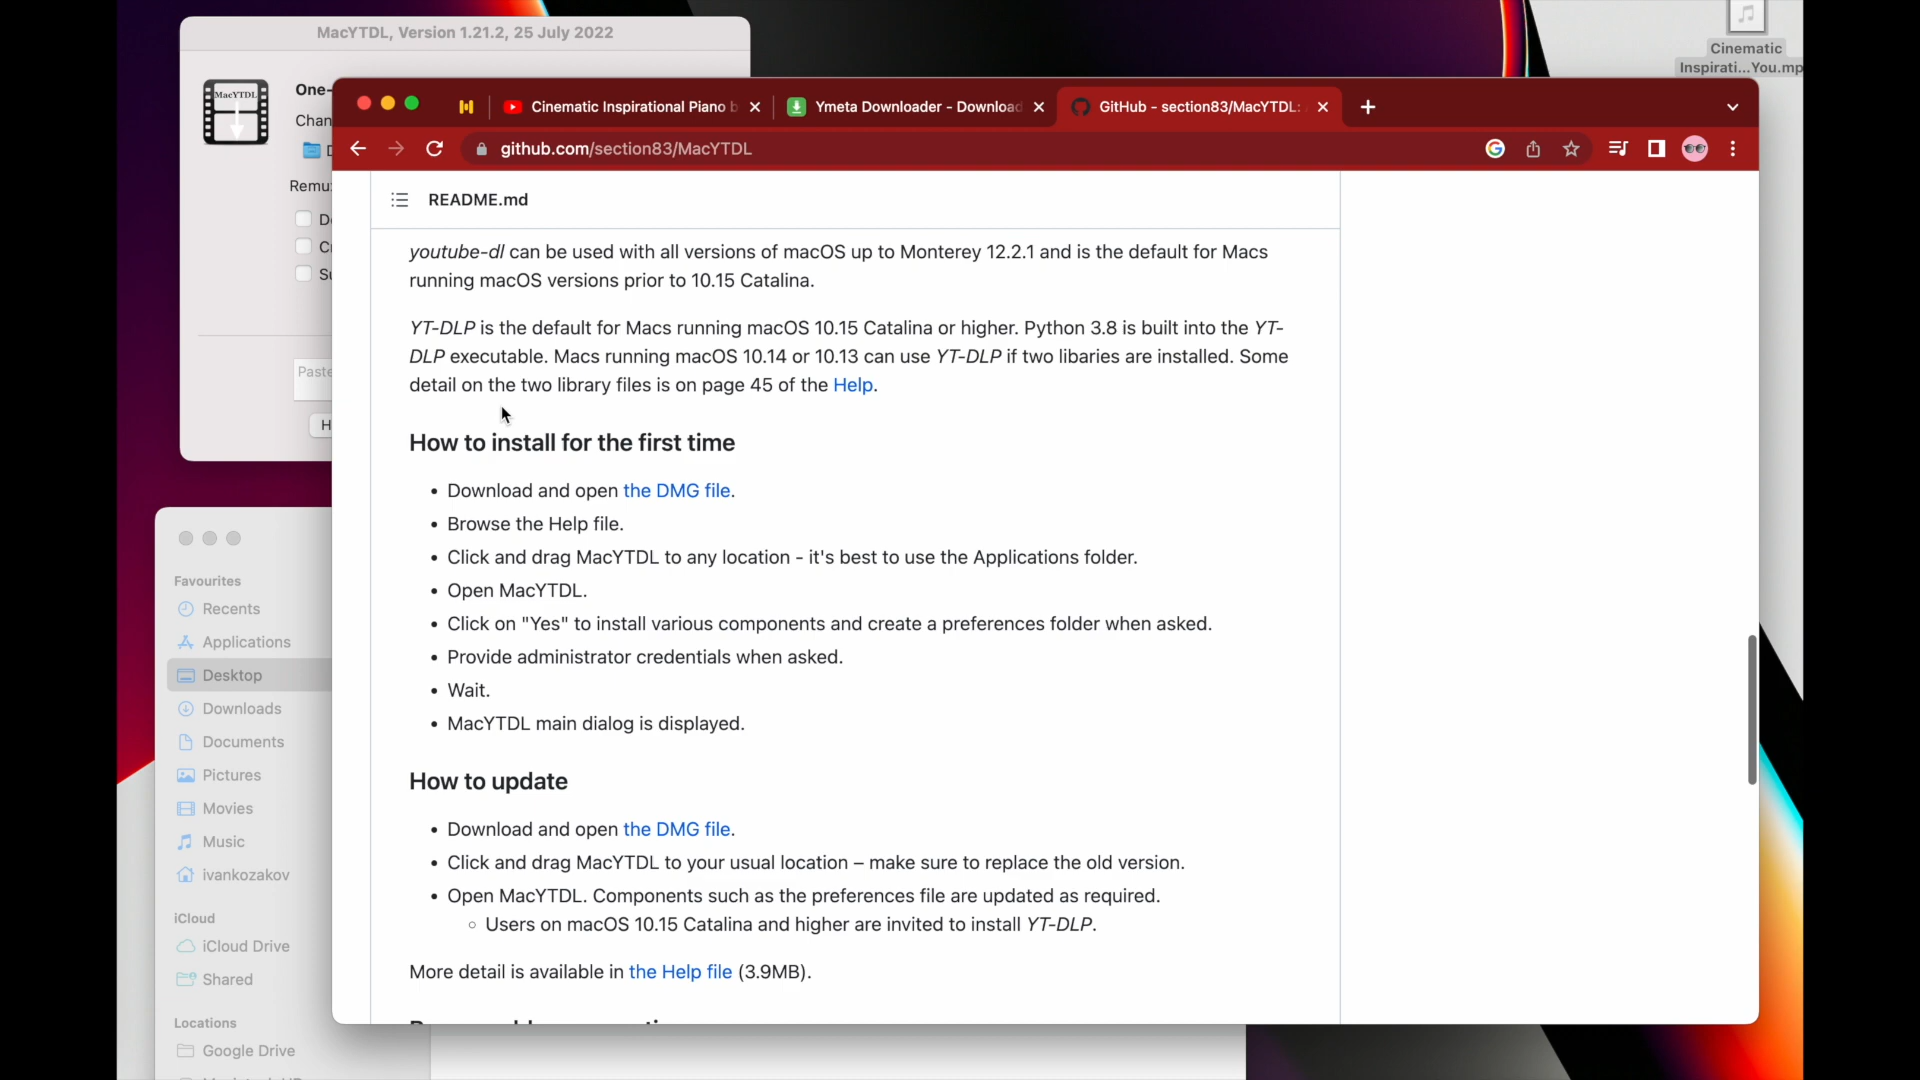 MacYTDL, Version 1.21.2, 25 July 2022
Cinematic
Inspirati...You.mp
MacYTDL
One-
Chan
Remu
Paste
Cinematic Inspirational Piano b
Ymeta Downloader - Download
GitHub - section83/MacYTDL:
github.com/section83/MacYTDL
README.md
youtube-dl can be used with all versions of macOS up to Monterey 12.2.1 and is the default for Macs
running macOS versions prior to 10.15 Catalina.
YT-DLP is the default for Macs running macOS 10.15 Catalina or higher. Python 3.8 is built into the YT-
DLP executable. Macs running macOS 10.14 or 10.13 can use YT-DLP if two libaries are installed. Some
detail on the two library files is on page 45 of the Help.
How to install for the first time
• Download and open the DMG file.
• Browse the Help file.
• Click and drag MacYTDL to any location - it's best to use the Applications folder.
• Open MacYTDL.
• Click on "Yes" to install various components and create a preferences folder when asked.
• Provide administrator credentials when asked.
• Wait.
• MacYTDL main dialog is displayed.
How to update
• Download and open the DMG file.
• Click and drag MacYTDL to your usual location – make sure to replace the old version.
• Open MacYTDL. Components such as the preferences file are updated as required.
◦ Users on macOS 10.15 Catalina and higher are invited to install YT-DLP.
More detail is available in the Help file (3.9MB).
Favourites
Recents
Applications
Desktop
Downloads
Documents
Pictures
Movies
Music
ivankozakov
iCloud
iCloud Drive
Shared
Locations
Google Drive